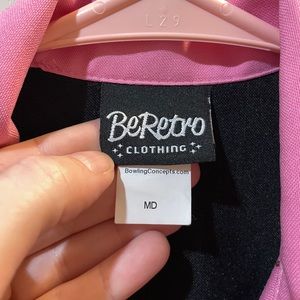 L29
BeRetro
CLOTHING
BowlingConcepts.com
MD